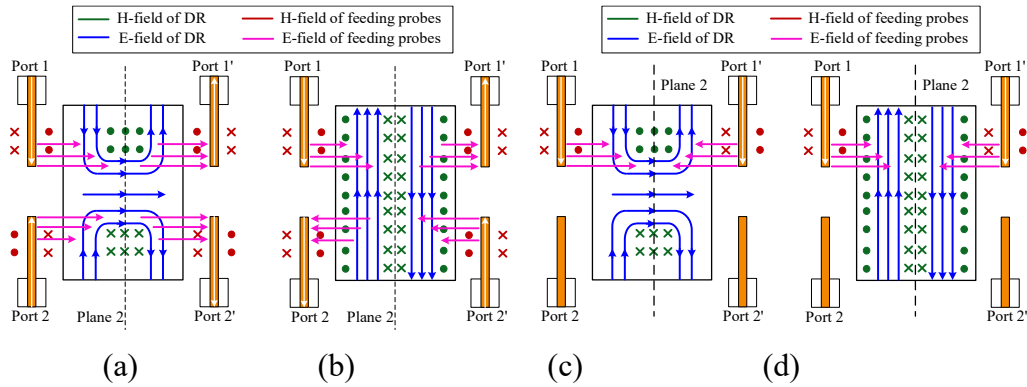 H-field of DR H-field of feeding probes
E-field of DR E-field of feeding probes
H-field of DR H-field of feeding probes
E-field of DR E-field of feeding probes
Port 1 Port 1' Port 1 Port 1' Port 1 Port 1' Port 1 Port 1'
Plane 2 Plane 2
Port 2 Plane 2 Port 2' Port 2 Plane 2 Port 2' Port 2 Port 2' Port 2 Port 2'
(a) (b) (c) (d)